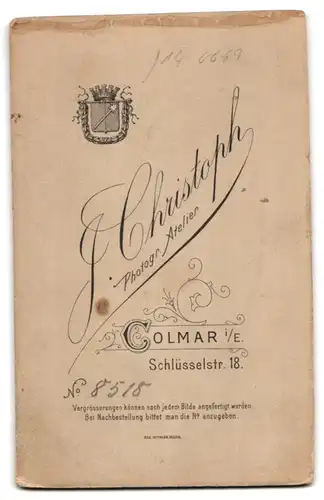 J. Christoph
Photogr. Atelier
COLMAR i/E.
Schlüsselstr. 18.
No 8518
Vergrösserungen können nach jedem Bilde angefertigt werden.
Bei Nachbestellung bittet man die No anzugeben.